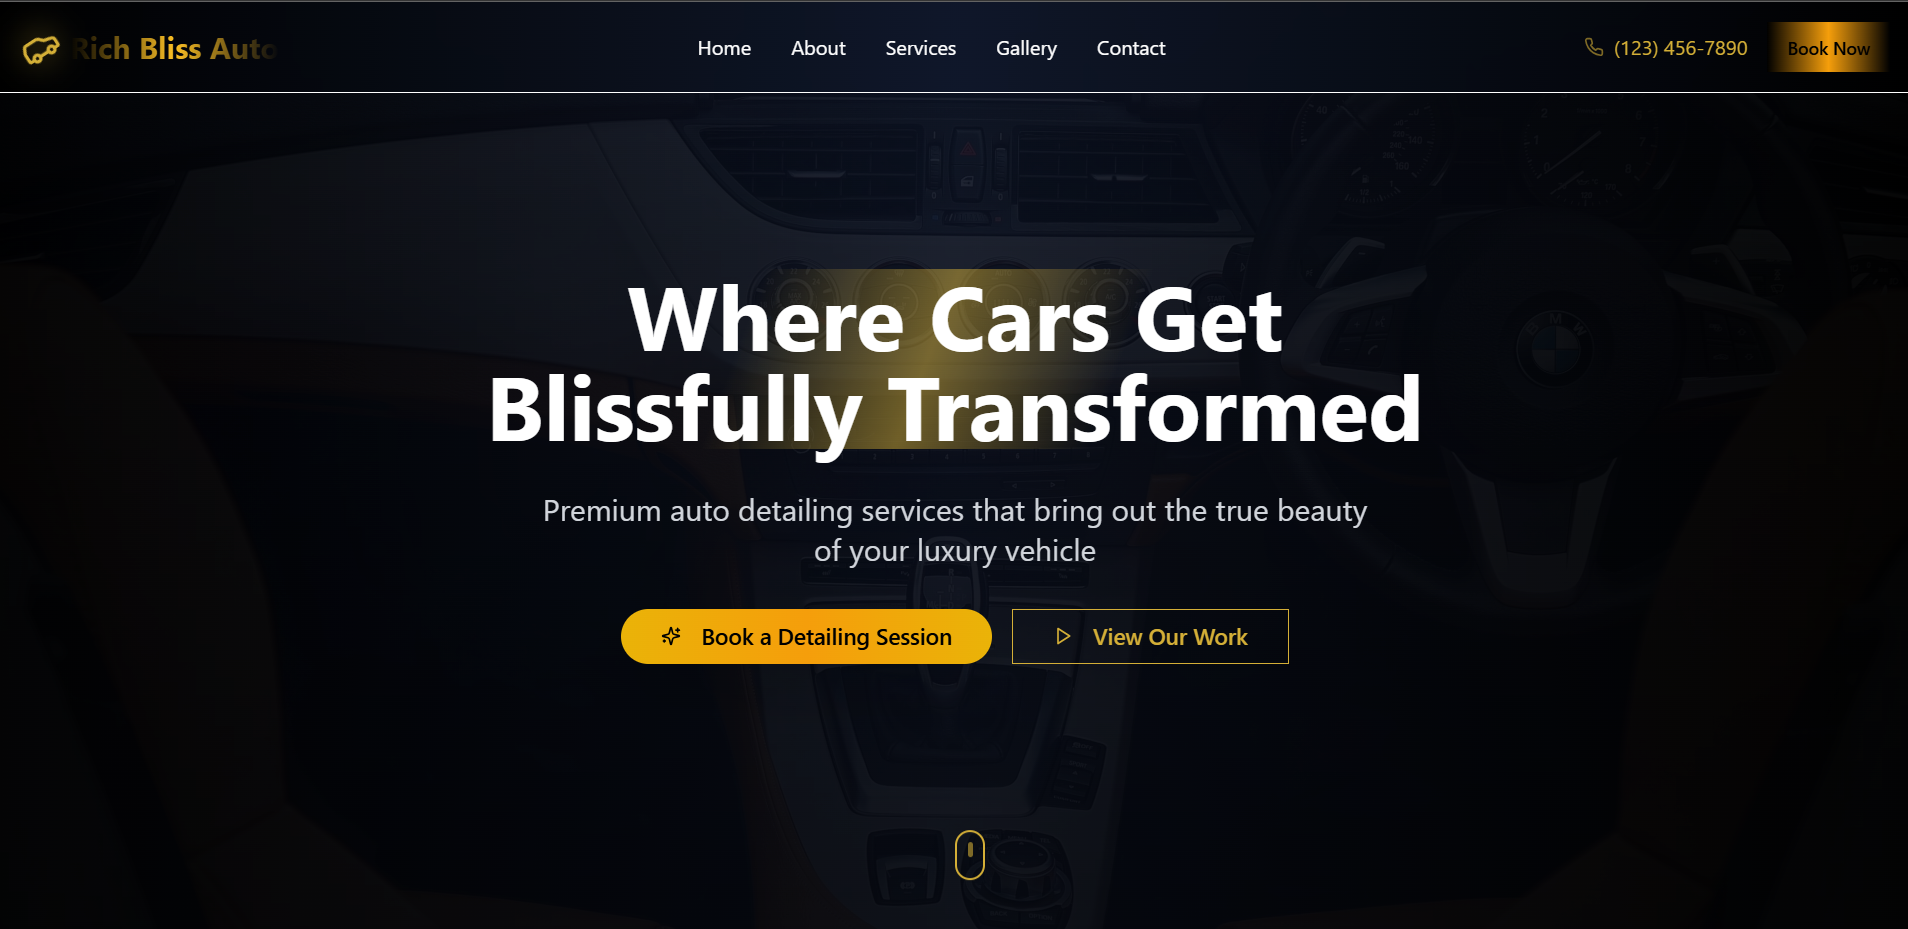 Rich Bliss Auto
Home About Services Gallery Contact
(123) 456-7890
Book Now
Where Cars Get
Blissfully Transformed
Premium auto detailing services that bring out the true beauty
of your luxury vehicle
Book a Detailing Session
View Our Work
BMW